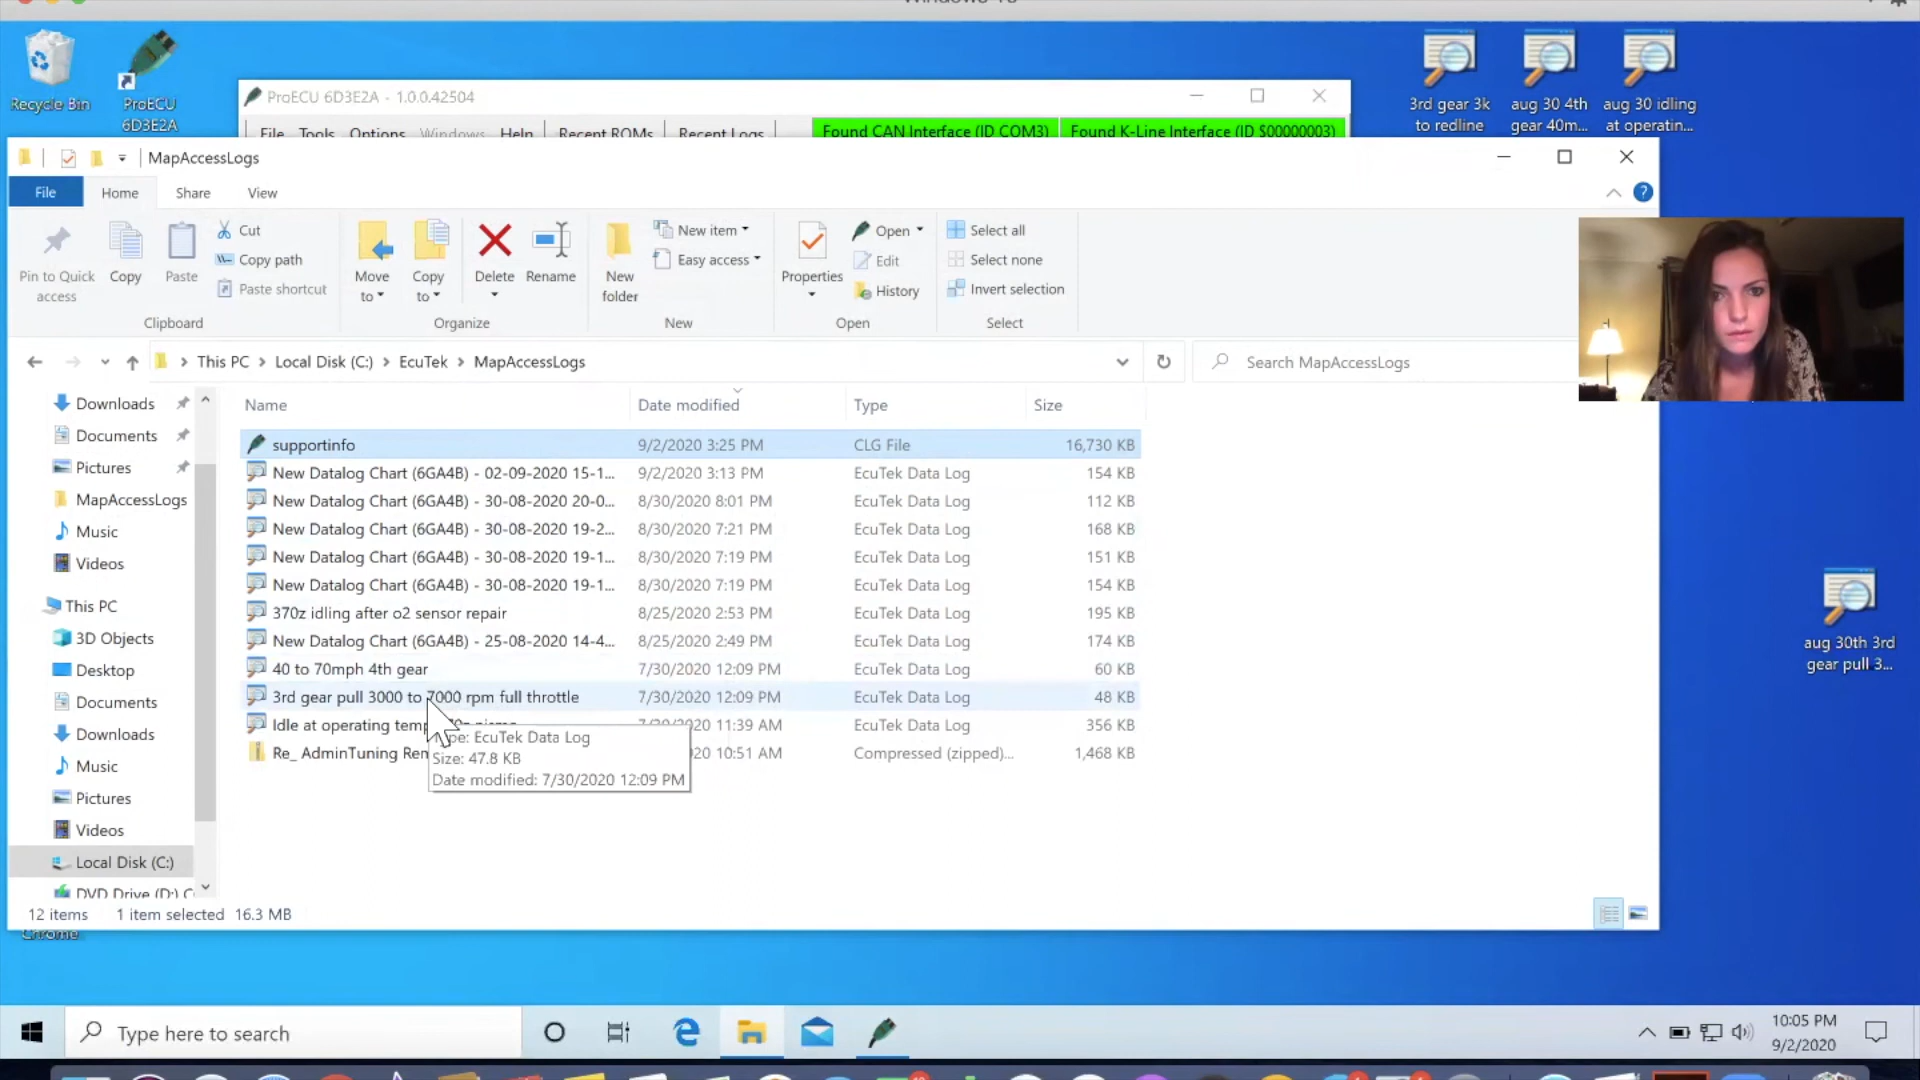 Recycle Bin
ProECU
6D3E2A
3rd gear 3k
to redline
aug 30 4th
gear 40m...
aug 30 idling
at operatin...
ProECU 6D3E2A - 1.0.0.42504
File Tools Options Windows Help Recent ROMs Recent Logs Found CAN Interface (ID COM3) Found K-Line Interface (ID $00000003)
MapAccessLogs
File Home Share View
Pin to Quick
access
Copy
Paste
Cut
Copy path
Paste shortcut
Clipboard
Move
to
Copy
to
Delete
Rename
Organize
New
folder
New item
Easy access
New
Properties
Open
Edit
History
Open
Select all
Select none
Invert selection
Select
This PC > Local Disk (C:) > EcuTek > MapAccessLogs
Search MapAccessLogs
Downloads
Documents
Pictures
MapAccessLogs
Music
Videos
This PC
3D Objects
Desktop
Documents
Downloads
Music
Pictures
Videos
Local Disk (C:)
DVD Drive (D:) C
Name Date modified Type Size
supportinfo 9/2/2020 3:25 PM CLG File 16,730 KB
New Datalog Chart (6GA4B) - 02-09-2020 15-1... 9/2/2020 3:13 PM EcuTek Data Log 154 KB
New Datalog Chart (6GA4B) - 30-08-2020 20-0... 8/30/2020 8:01 PM EcuTek Data Log 112 KB
New Datalog Chart (6GA4B) - 30-08-2020 19-2... 8/30/2020 7:21 PM EcuTek Data Log 168 KB
New Datalog Chart (6GA4B) - 30-08-2020 19-1... 8/30/2020 7:19 PM EcuTek Data Log 151 KB
New Datalog Chart (6GA4B) - 30-08-2020 19-1... 8/30/2020 7:19 PM EcuTek Data Log 154 KB
370z idling after o2 sensor repair 8/25/2020 2:53 PM EcuTek Data Log 195 KB
New Datalog Chart (6GA4B) - 25-08-2020 14-4... 8/25/2020 2:49 PM EcuTek Data Log 174 KB
40 to 70mph 4th gear 7/30/2020 12:09 PM EcuTek Data Log 60 KB
3rd gear pull 3000 to 7000 rpm full throttle 7/30/2020 12:09 PM EcuTek Data Log 48 KB
Idle at operating temp 11:39 AM EcuTek Data Log 356 KB
Re_ AdminTuning 20 10:51 AM Compressed (zipped)... 1,468 KB
Type: EcuTek Data Log
Size: 47.8 KB
Date modified: 7/30/2020 12:09 PM
12 items 1 item selected 16.3 MB
Chrome
aug 30th 3rd
gear pull 3...
Type here to search
10:05 PM
9/2/2020